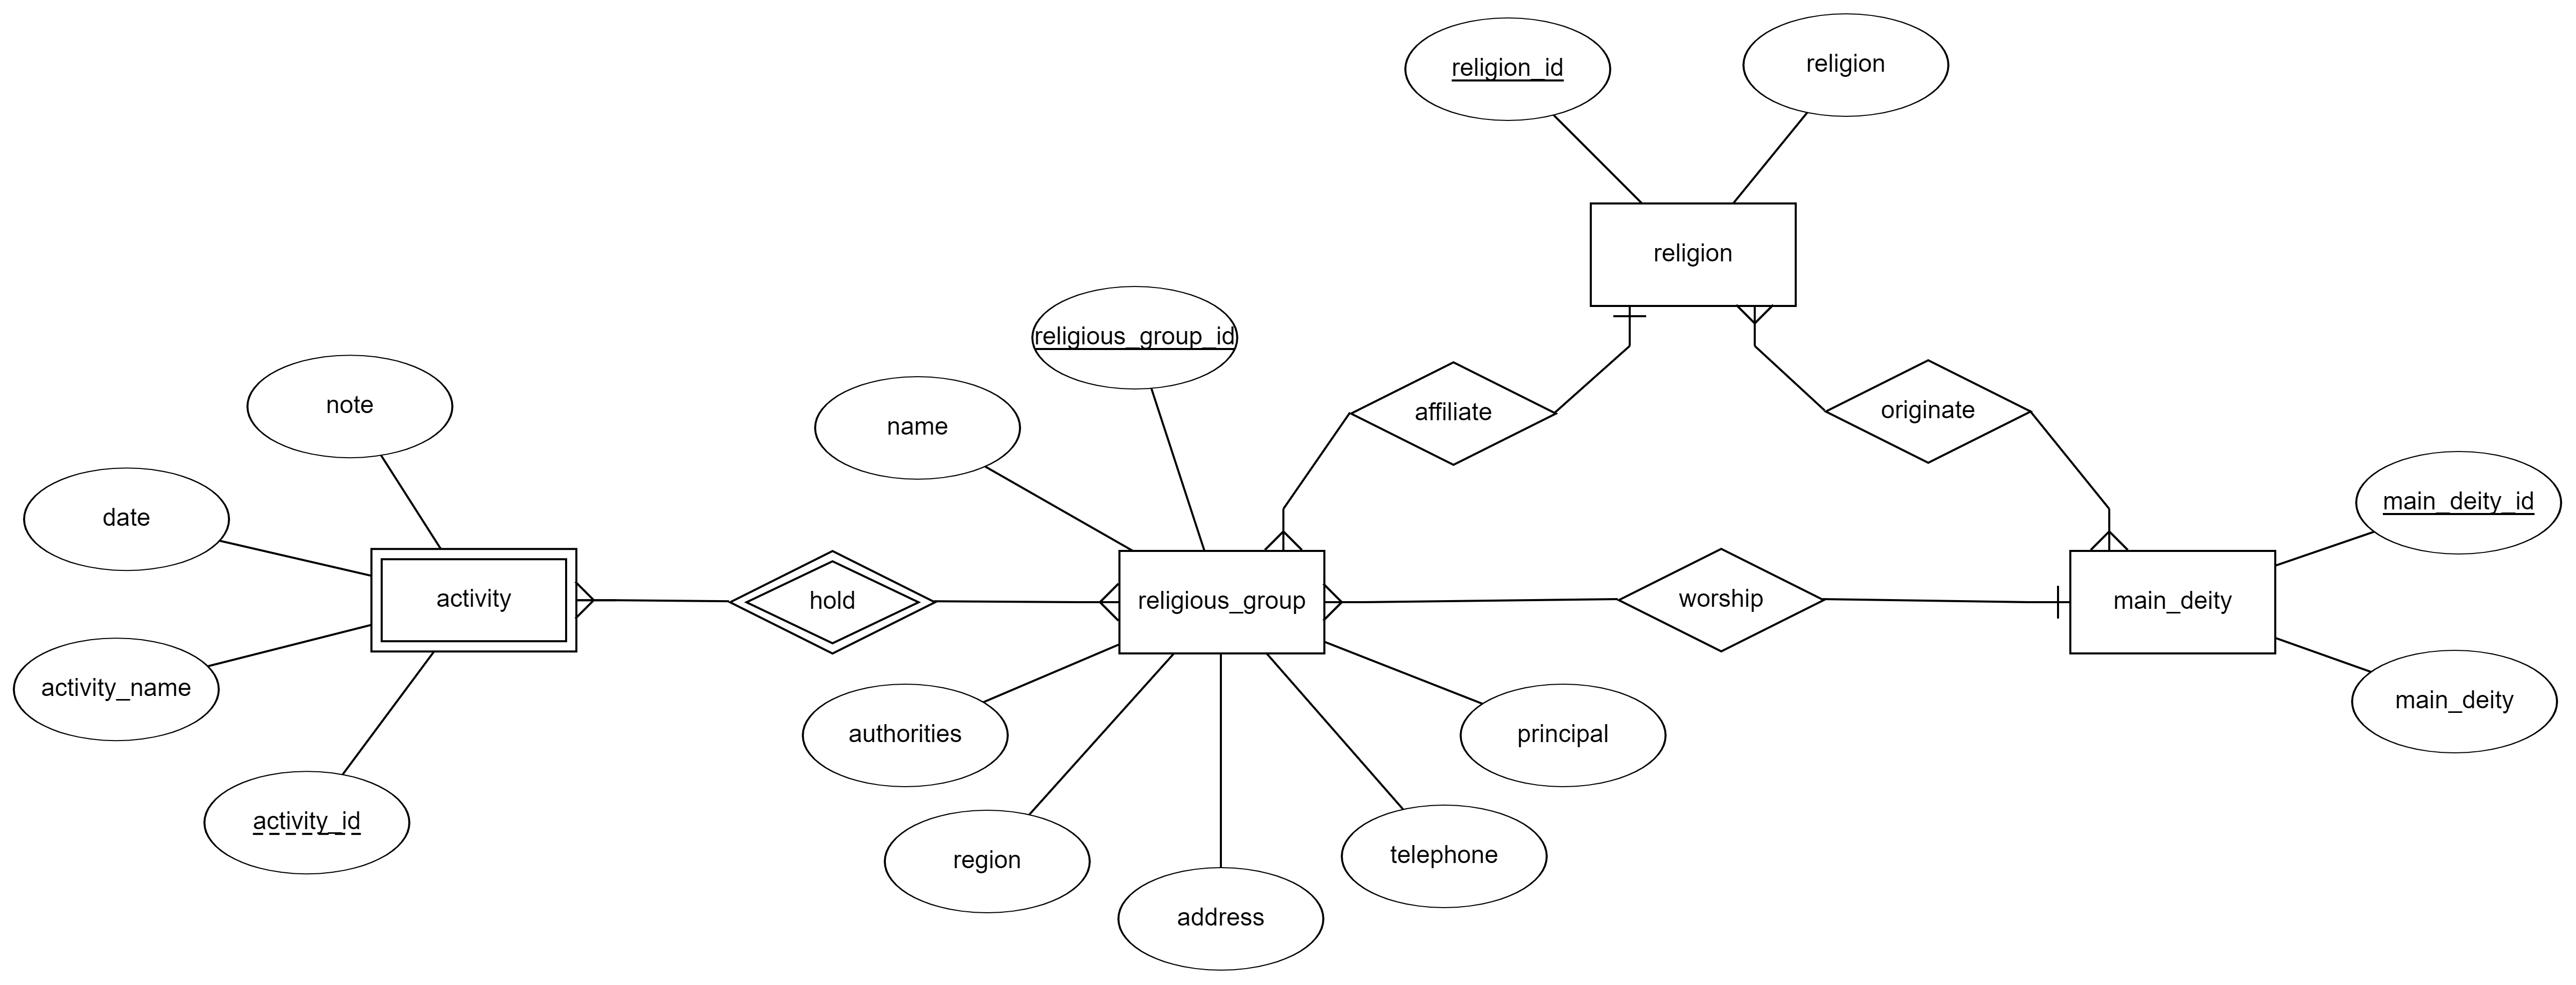 religion_id
religion
religion
religious_group_id
note
name
affiliate
originate
date
main_deity_id
activity
hold
religious_group
worship
main_deity
activity_name
authorities
principal
main_deity
activity_id
region
telephone
address